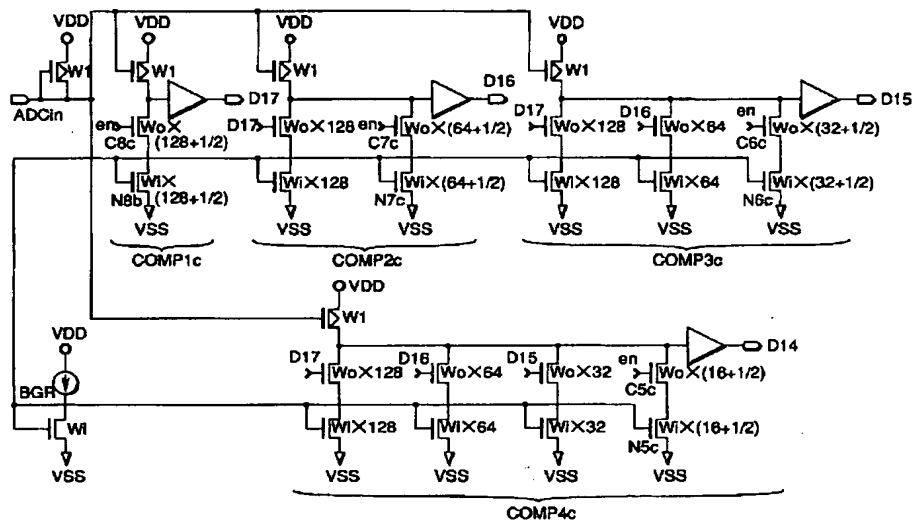 VDD VDD VDD VDD
W1 W1 W1 W1
ADCin D17 D16 D15
en Wo× C8c (128+1/2)
D17 Wo×128 en Wo×(64+1/2) C7c
D17 Wo×128 D16 Wo×64 en Wo×(32+1/2) C6c
Wi× N8b (128+1/2)
Wi×128 Wi×(64+1/2) N7c
Wi×128 Wi×64 Wi×(32+1/2) N6c
VSS VSS VSS VSS VSS VSS
COMP1c COMP2c COMP3c
VDD
W1
D14
VDD
BGR
Wi
VSS
D17 Wo×128 D16 Wo×64 D15 Wo×32 en Wo×(16+1/2) C5c
Wi×128 Wi×64 Wi×32 Wi×(16+1/2) N5c
VSS VSS VSS VSS
COMP4c